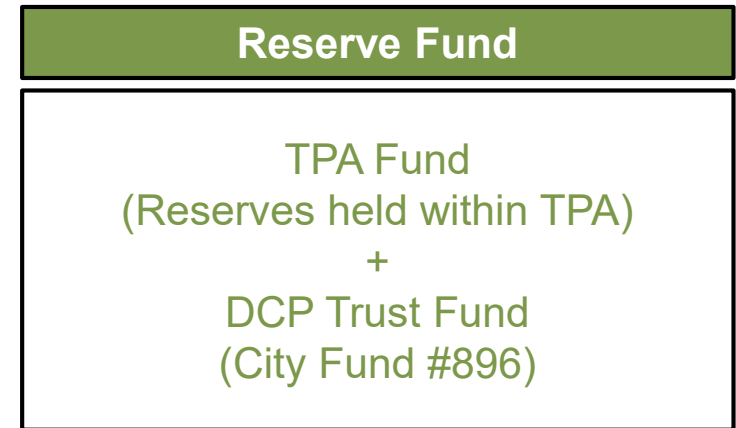 Reserve Fund
TPA Fund
(Reserves held within TPA)
+
DCP Trust Fund
(City Fund #896)